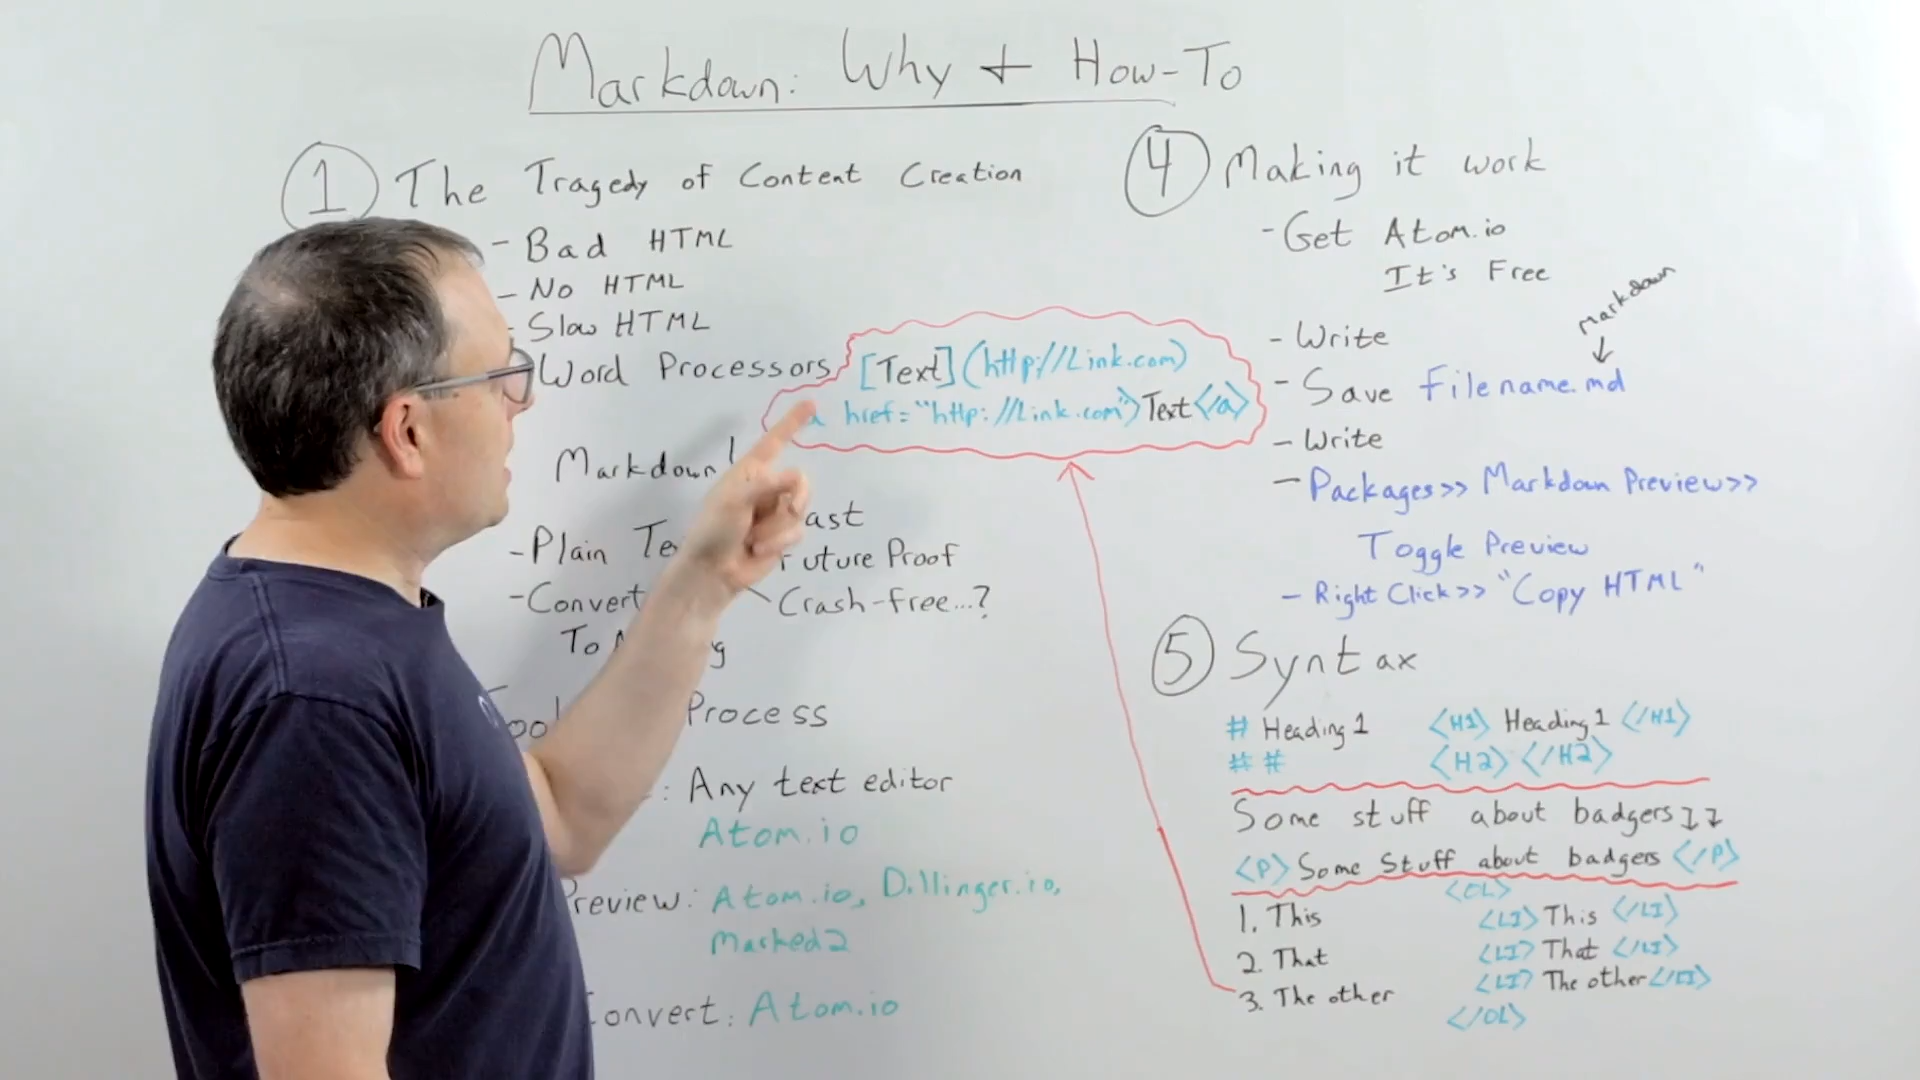 Markdown: Why + How-To
1 The Tragedy of Content Creation
- Bad HTML
- No HTML
- Slow HTML
Word Processors
[Text](http://Link.com)
a href="http://Link.com">Text</a>
Markdown!
- Plain
- Convert
To
uture Proof
Crash-free...?
Process
: Any text editor
Atom.io
review: Atom.io, Dillinger.io,
Marked2
onvert: Atom.io
4 Making it work
- Get Atom.io
It's Free
- Write
Markdown
- Save Filename.md
- Write
- Packages>> Markdown Preview>>
Toggle Preview
- Right Click>> "Copy HTML"
5 Syntax
# Heading 1 <H1> Heading 1 </H1>
## <H2> </H2>
Some stuff about badgers
<P> Some Stuff about badgers </P>
<OL>
1. This <LI> This </LI>
2. That <LI> That </LI>
3. The other <LI> The other </LI>
</OL>